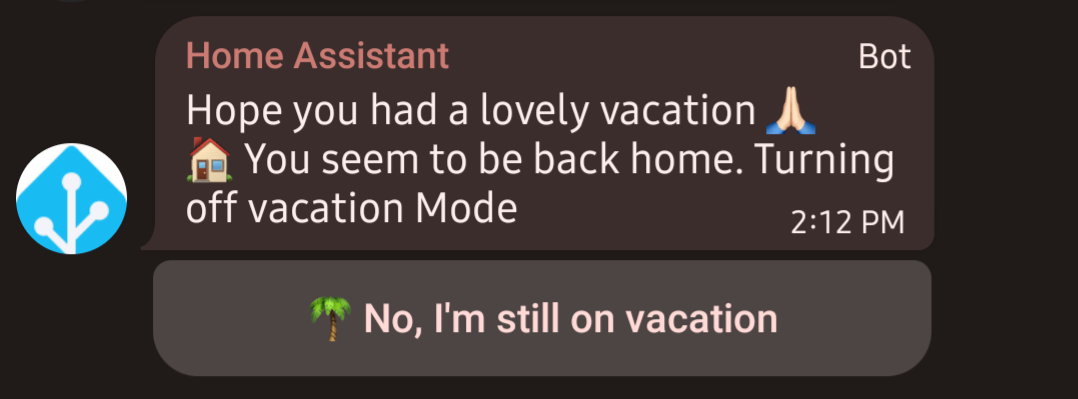 Home Assistant Bot
Hope you had a lovely vacation 🙏🏻
🏠 You seem to be back home. Turning
off vacation Mode
2:12 PM
🌴 No, I'm still on vacation